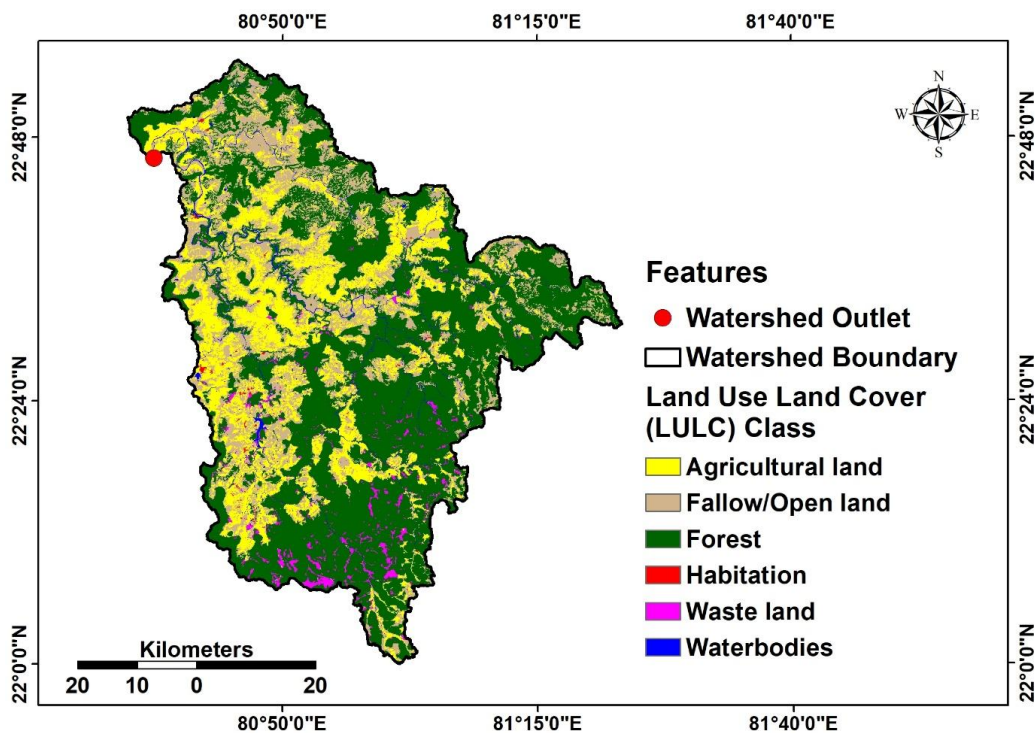 80°50'0"E 81°15'0"E 81°40'0"E
N
W E
S
22°48'0"N 22°48'0"N
Features
Watershed Outlet
Watershed Boundary
Land Use Land Cover
(LULC) Class
22°24'0"N 22°24'0"N
Agricultural land
Fallow/Open land
Forest
Habitation
Waste land
Waterbodies
Kilometers
20 10 0 20
22°0'0"N 22°0'0"N
80°50'0"E 81°15'0"E 81°40'0"E